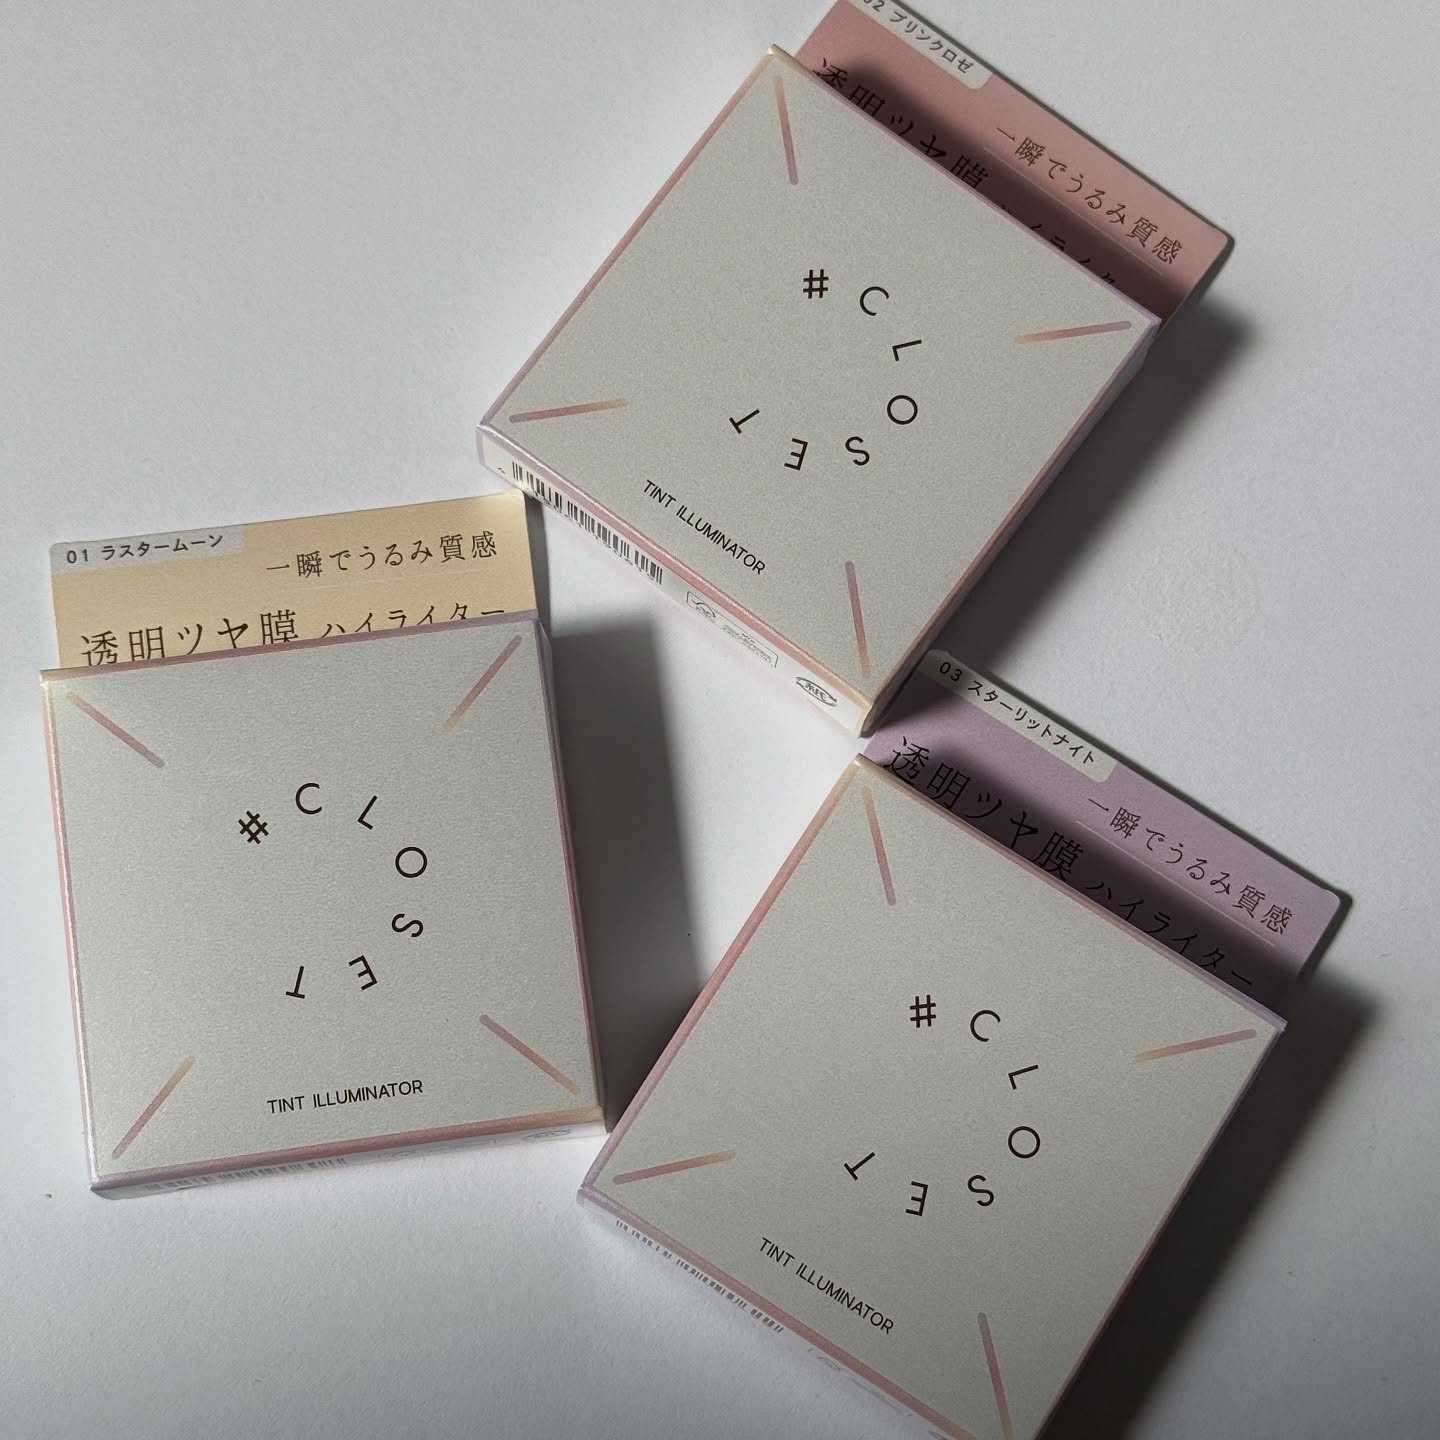 02 プリンクロゼ
一瞬でうるみ質感
透明ツヤ膜
#CLOSET
TINT ILLUMINATOR
01 ラスタームーン
一瞬でうるみ質感
透明ツヤ膜 ハイライター
#CLOSET
TINT ILLUMINATOR
03 スターリットナイト
一瞬でうるみ質感
透明ツヤ膜 ハイライター
#CLOSET
TINT ILLUMINATOR